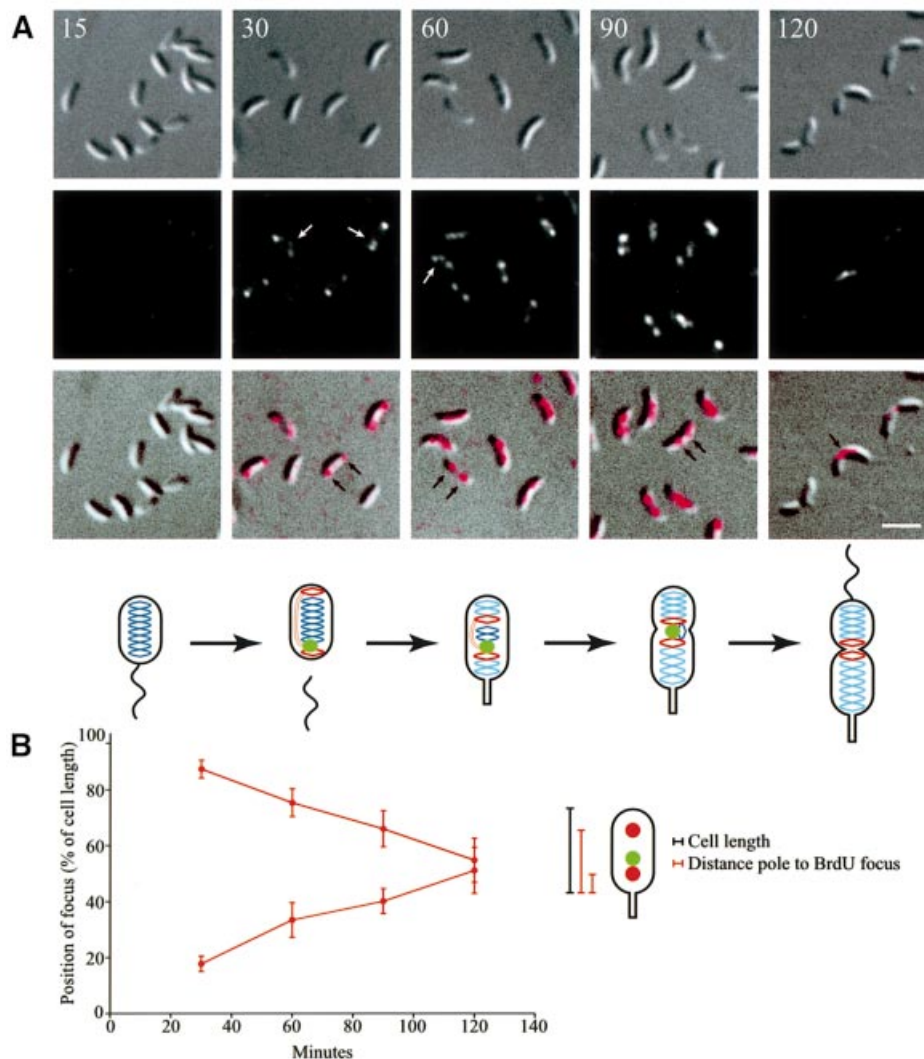 A
15 30 60 90 120
B
100
80
60
40
20
0
Position of focus (% of cell length)
0 20 40 60 80 100 120 140
Minutes
Cell length
Distance pole to BrdU focus